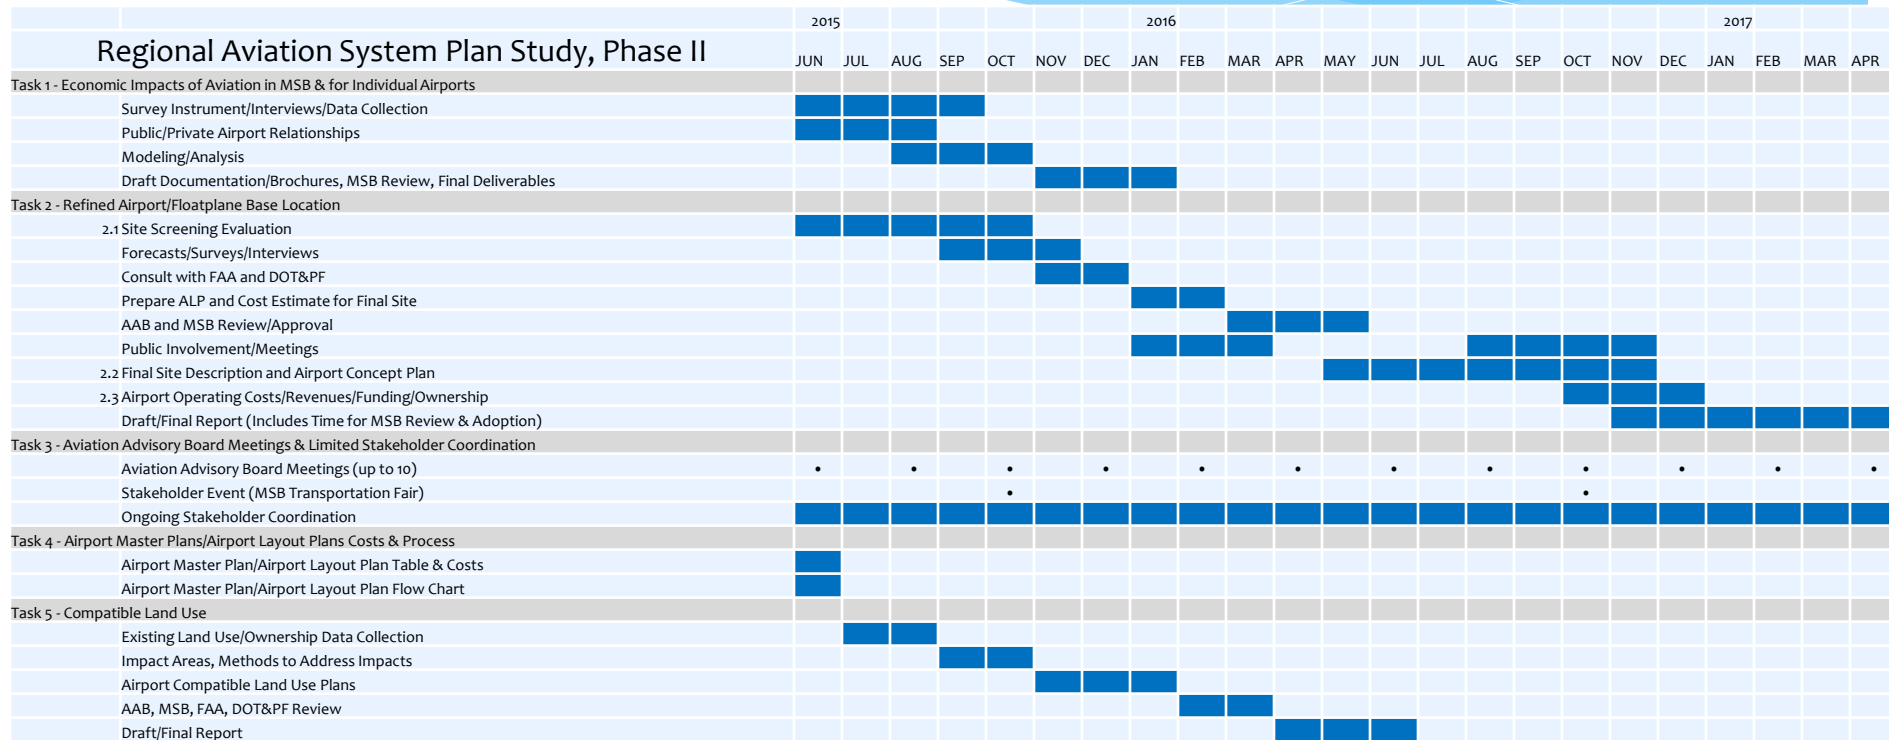 2015 2016 2017
Regional Aviation System Plan Study, Phase II JUN JUL AUG SEP OCT NOV DEC JAN FEB MAR APR MAY JUN JUL AUG SEP OCT NOV DEC JAN FEB MAR APR
Task 1 - Economic Impacts of Aviation in MSB & for Individual Airports
Survey Instrument/Interviews/Data Collection
Public/Private Airport Relationships
Modeling/Analysis
Draft Documentation/Brochures, MSB Review, Final Deliverables
Task 2 - Refined Airport/Floatplane Base Location
2.1 Site Screening Evaluation
Forecasts/Surveys/Interviews
Consult with FAA and DOT&PF
Prepare ALP and Cost Estimate for Final Site
AAB and MSB Review/Approval
Public Involvement/Meetings
2.2 Final Site Description and Airport Concept Plan
2.3 Airport Operating Costs/Revenues/Funding/Ownership
Draft/Final Report (Includes Time for MSB Review & Adoption)
Task 3 - Aviation Advisory Board Meetings & Limited Stakeholder Coordination
Aviation Advisory Board Meetings (up to 10) • • • • • • • • • • • •
Stakeholder Event (MSB Transportation Fair) • •
Ongoing Stakeholder Coordination
Task 4 - Airport Master Plans/Airport Layout Plans Costs & Process
Airport Master Plan/Airport Layout Plan Table & Costs
Airport Master Plan/Airport Layout Plan Flow Chart
Task 5 - Compatible Land Use
Existing Land Use/Ownership Data Collection
Impact Areas, Methods to Address Impacts
Airport Compatible Land Use Plans
AAB, MSB, FAA, DOT&PF Review
Draft/Final Report